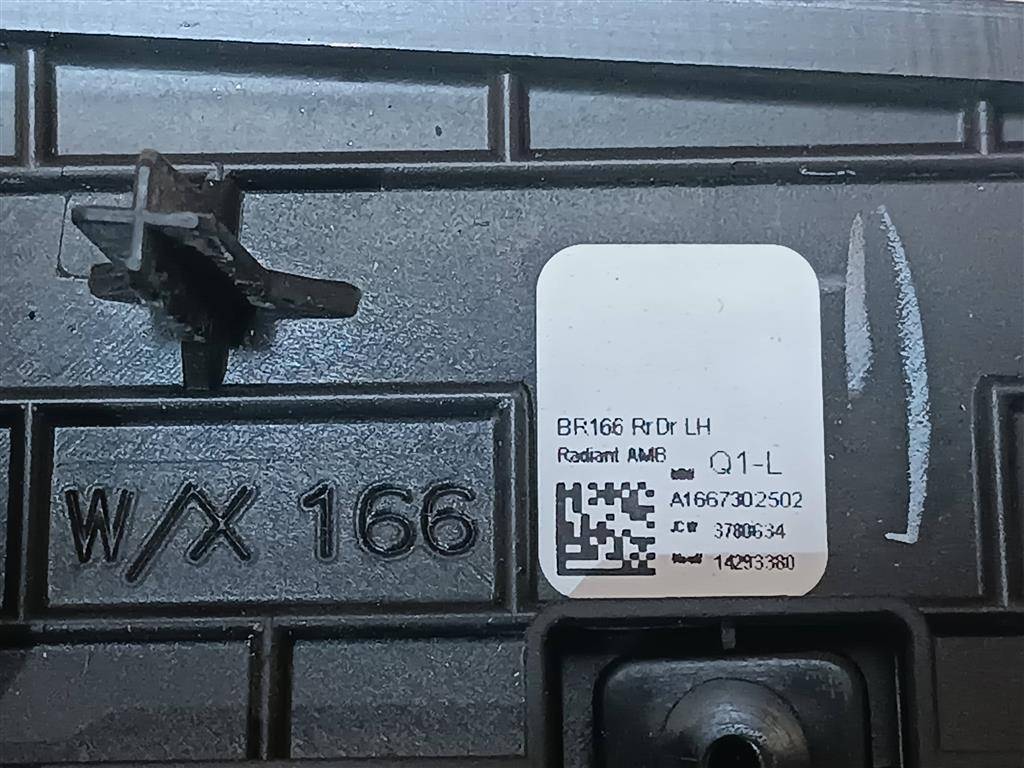 W/X 166
BR166 RrDr LH
Radiant AMB
Q1-L
A1667302502
3780634
14293380